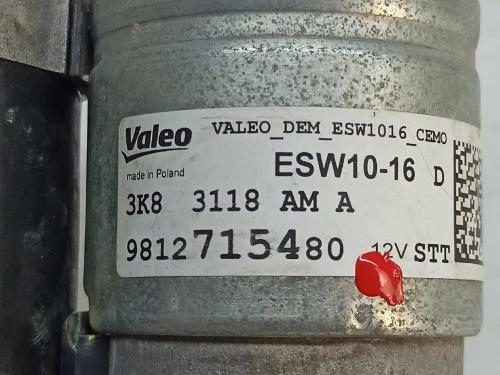 Valeo VALEO_DEM_ESW1016_CEMO
made in Poland ESW10-16 D
3K8 3118 AM A
9812715480 12V STT